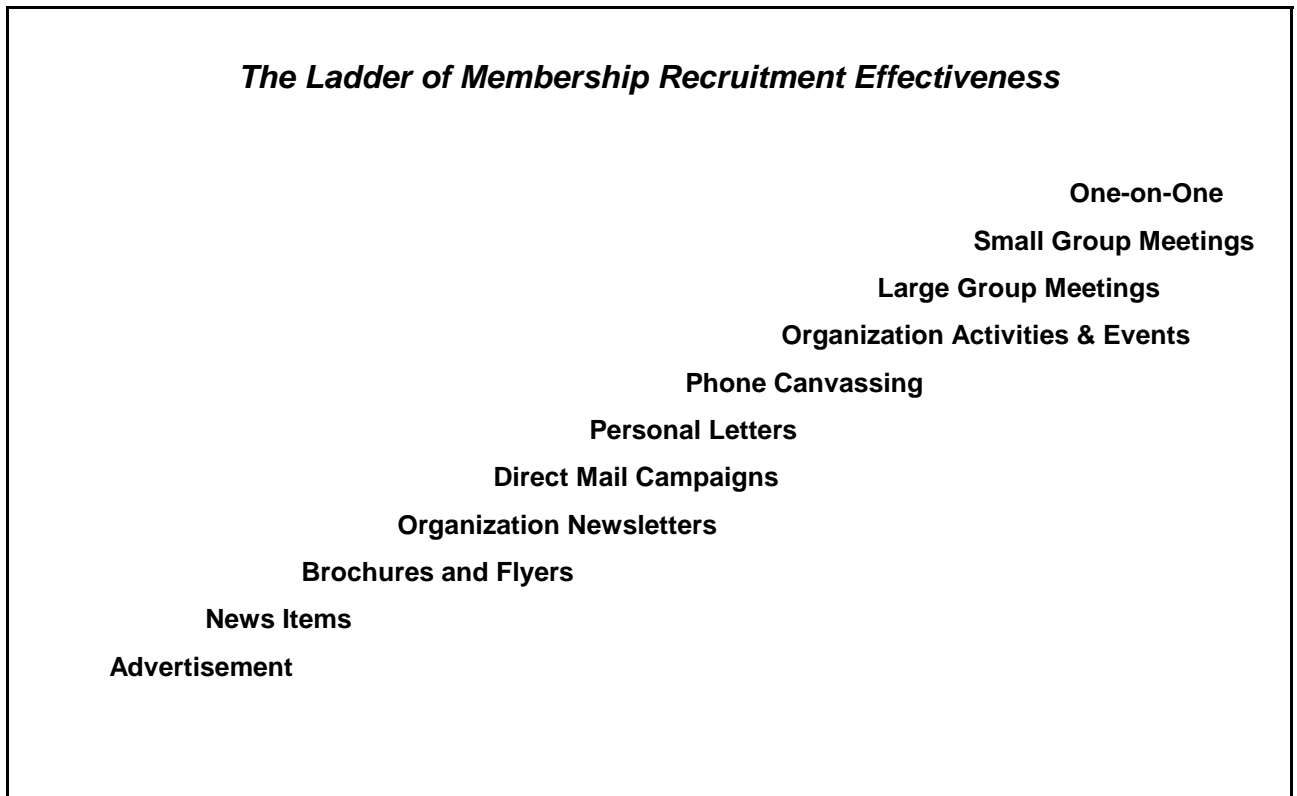 The Ladder of Membership Recruitment Effectiveness
One-on-One
Small Group Meetings
Large Group Meetings
Organization Activities & Events
Phone Canvassing
Personal Letters
Direct Mail Campaigns
Organization Newsletters
Brochures and Flyers
News Items
Advertisement